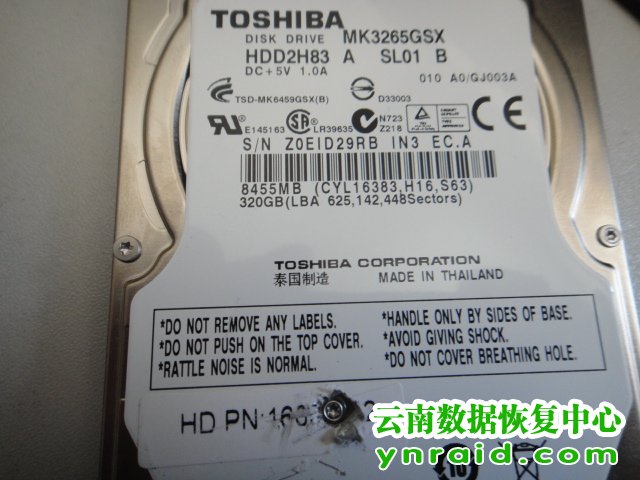 TOSHIBA
DISK DRIVE MK3265GSX
HDD2H83 A SL01 B
DC+5V 1.0A
010 A0/GJ003A
TSD-MK6459GSX(B) D33003
E145163 LR39635 N723
Z218
S/N Z0EID29RB IN3 EC.A
8455MB (CYL16383,H16,S63)
320GB(LBA 625,142,448Sectors)
TOSHIBA CORPORATION
泰国制造 MADE IN THAILAND
*DO NOT REMOVE ANY LABELS.
*DO NOT PUSH ON THE TOP COVER.
*RATTLE NOISE IS NORMAL.
*HANDLE ONLY BY SIDES OF BASE.
*AVOID GIVING SHOCK.
*DO NOT COVER BREATHING HOLE.
HD PN:
10
云南数据恢复中心
ynraid.com